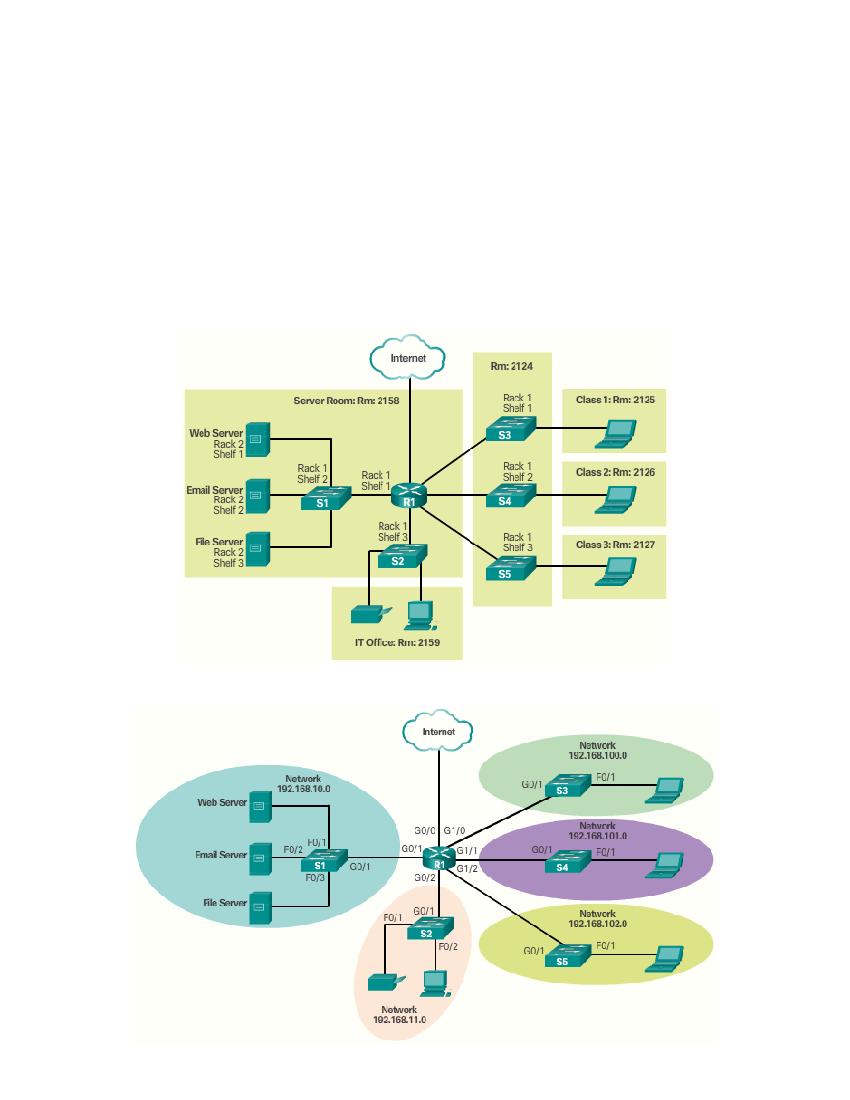 Internet
Rm: 2124
Server Room: Rm: 2158
Rack 1
Shelf 1
S3
Class 1: Rm: 2125
Web Server
Rack 2
Shelf 1
Rack 1
Shelf 2
S1
Rack 1
Shelf 1
R1
Rack 1
Shelf 2
S4
Class 2: Rm: 2126
Email Server
Rack 2
Shelf 2
File Server
Rack 2
Shelf 3
Rack 1
Shelf 3
S2
Rack 1
Shelf 3
S5
Class 3: Rm: 2127
IT Office: Rm: 2159
Internet
Network
192.168.10.0
Web Server
Email Server
File Server
F0/1
F0/2
F0/3
S1
G0/1
G0/0
G1/0
G0/1
R1
G1/1
G1/2
G0/2
Network
192.168.100.0
G0/1
S3
F0/1
Network
192.168.101.0
G0/1
S4
F0/1
Network
192.168.102.0
G0/1
S5
F0/1
F0/1
G0/1
S2
F0/2
Network
192.168.11.0